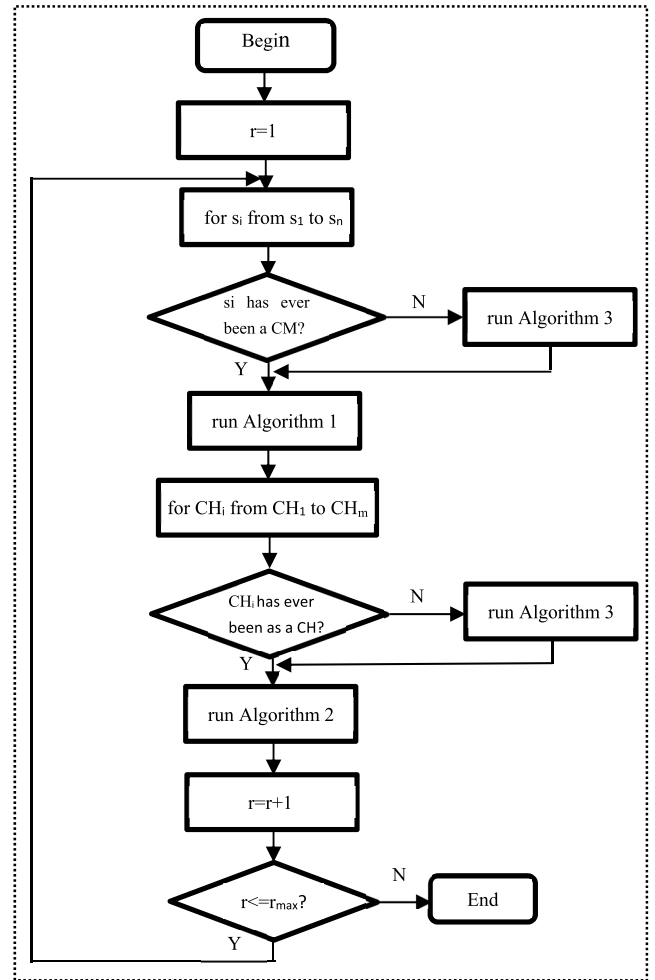 Begin
r=1
for sᵢ from s₁ to sₙ
si has ever
been a CM?
N
run Algorithm 3
Y
run Algorithm 1
for CHᵢ from CH₁ to CHₘ
CHᵢ has ever
been as a CH?
N
run Algorithm 3
Y
run Algorithm 2
r=r+1
r<=rₘₐₓ?
N
End
Y